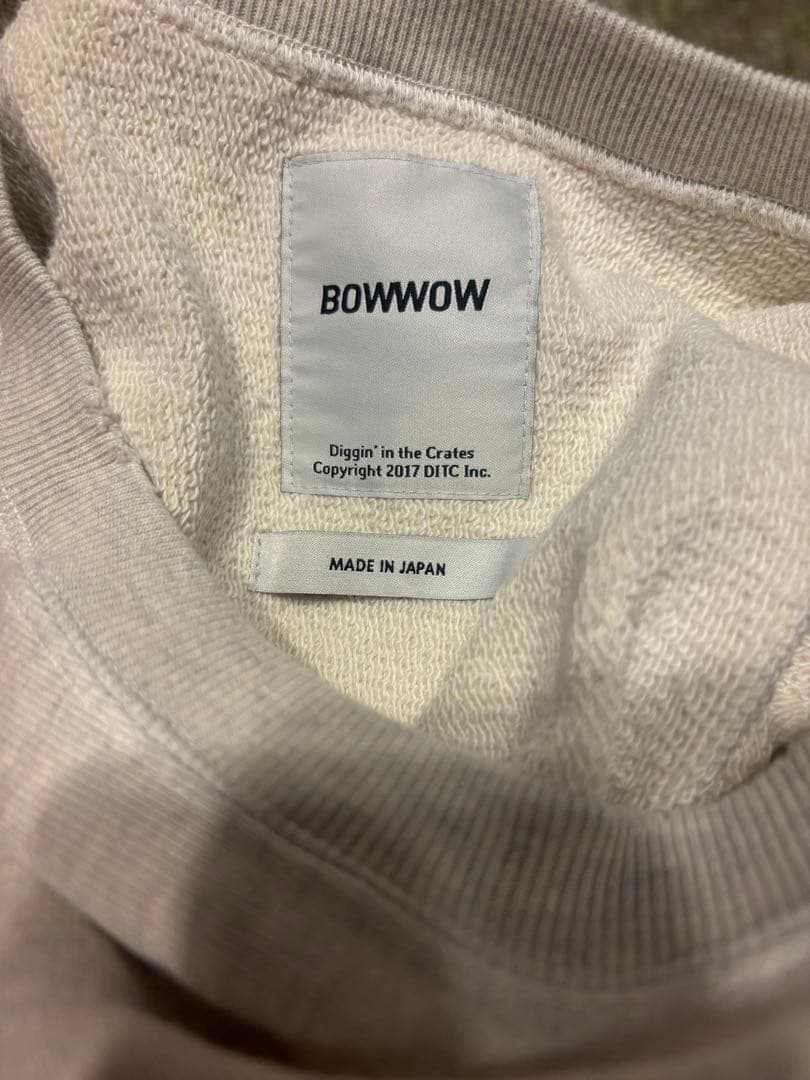 BOWWOW
Diggin' in the Crates
Copyright 2017 DITC Inc.
MADE IN JAPAN